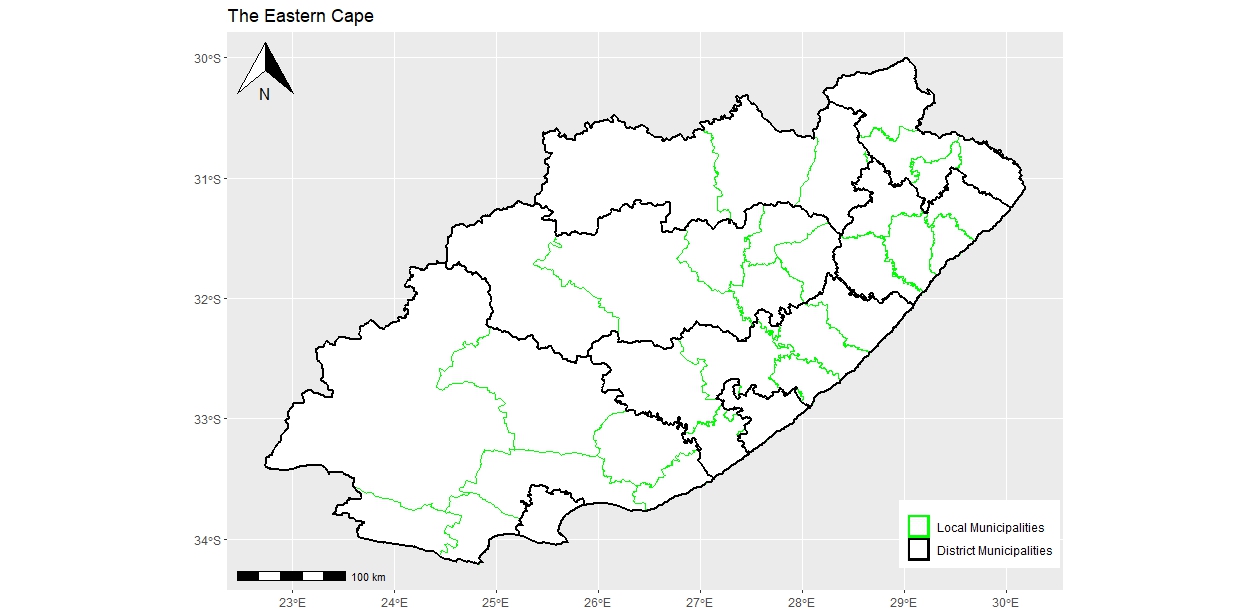 The Eastern Cape
N
30°S
31°S
32°S
33°S
34°S
Local Municipalities
District Municipalities
100 km
23°E
24°E
25°E
26°E
27°E
28°E
29°E
30°E